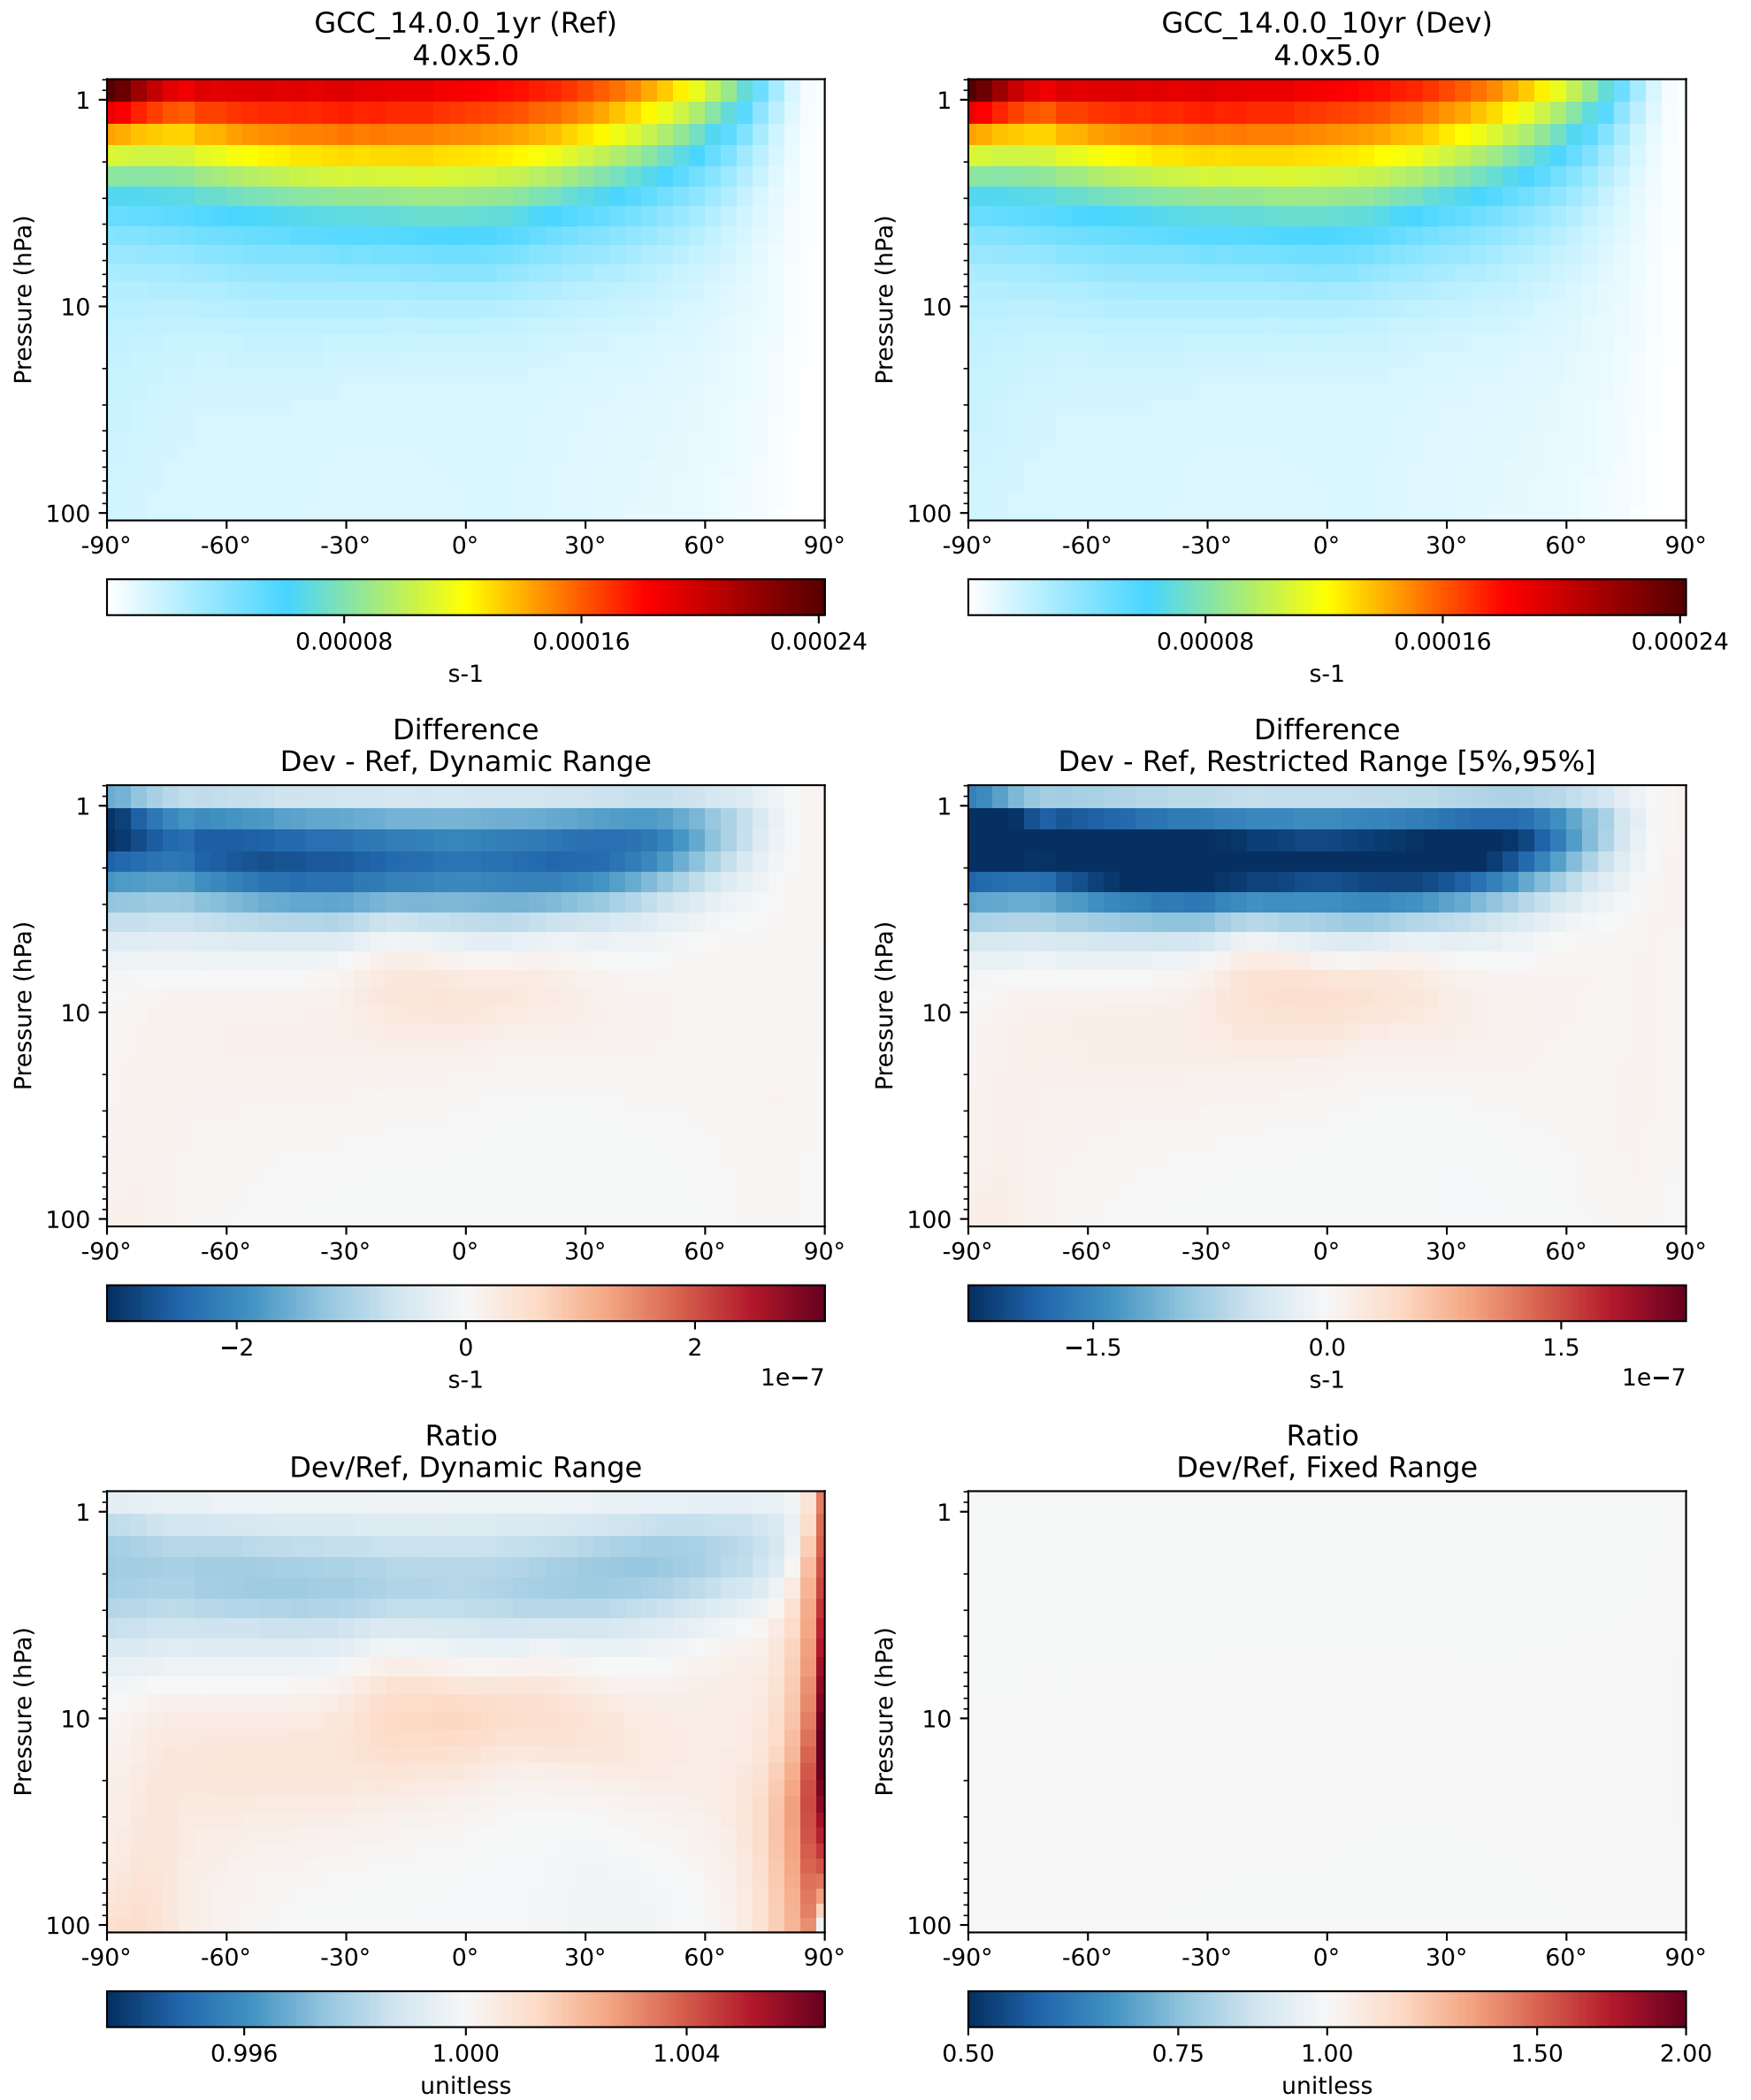 GCC_14.0.0_1yr (Ref)
4.0x5.0
GCC_14.0.0_10yr (Dev)
4.0x5.0
Pressure (hPa)
1
10
100
-90° -60° -30° 0° 30° 60° 90°
0.00008 0.00016 0.00024
s-1
Pressure (hPa)
1
10
100
-90° -60° -30° 0° 30° 60° 90°
0.00008 0.00016 0.00024
s-1
Difference
Dev - Ref, Dynamic Range
Difference
Dev - Ref, Restricted Range [5%,95%]
Pressure (hPa)
1
10
100
-90° -60° -30° 0° 30° 60° 90°
−2 0 2
s-1
1e−7
Pressure (hPa)
1
10
100
-90° -60° -30° 0° 30° 60° 90°
−1.5 0.0 1.5
s-1
1e−7
Ratio
Dev/Ref, Dynamic Range
Ratio
Dev/Ref, Fixed Range
Pressure (hPa)
1
10
100
-90° -60° -30° 0° 30° 60° 90°
0.996 1.000 1.004
unitless
Pressure (hPa)
1
10
100
-90° -60° -30° 0° 30° 60° 90°
0.50 0.75 1.00 1.50 2.00
unitless